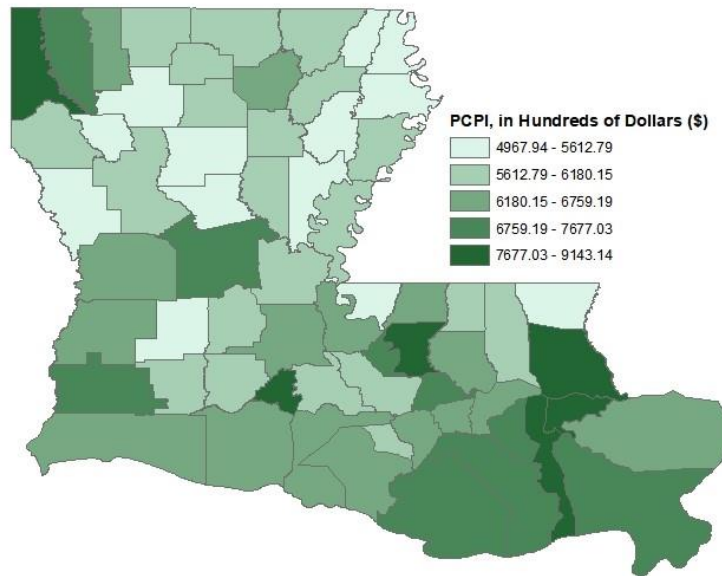 PCPI, in Hundreds of Dollars ($)
4967.94 - 5612.79
5612.79 - 6180.15
6180.15 - 6759.19
6759.19 - 7677.03
7677.03 - 9143.14